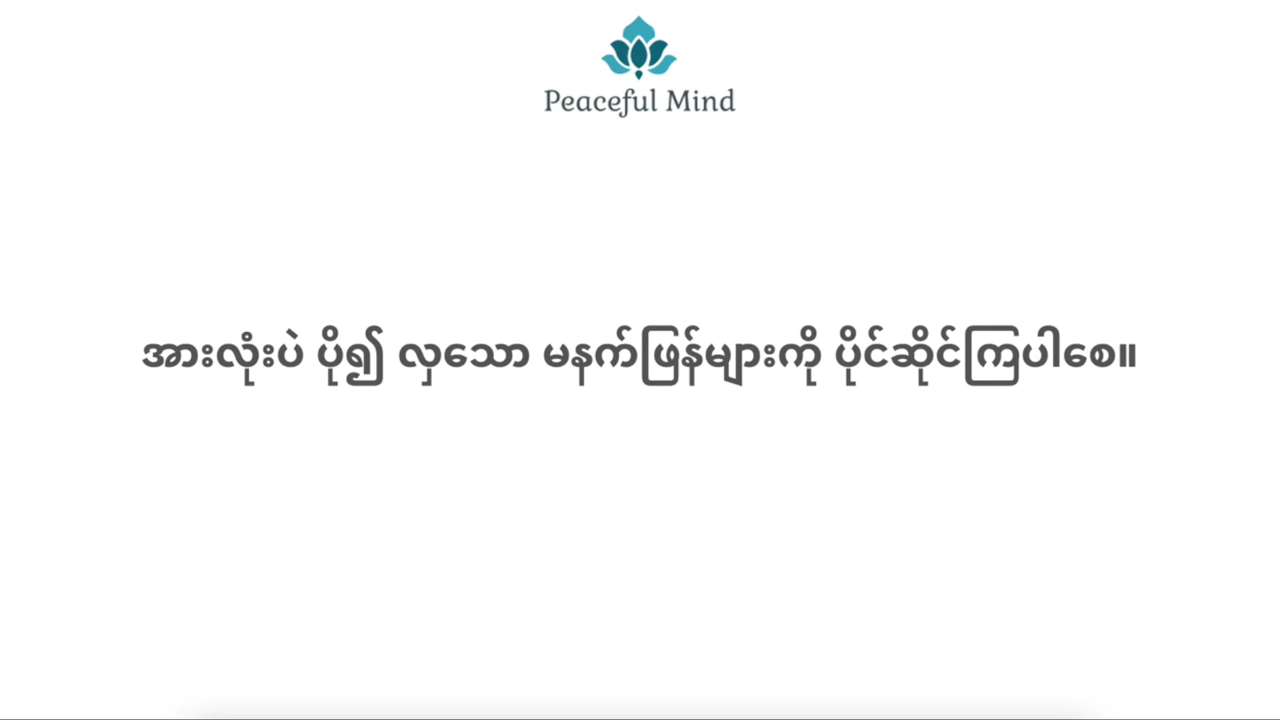 Peaceful Mind
အားလုံးပဲ ပို၍ လှသော မနက်ဖြန်များကို ပိုင်ဆိုင်ကြပါစေ။